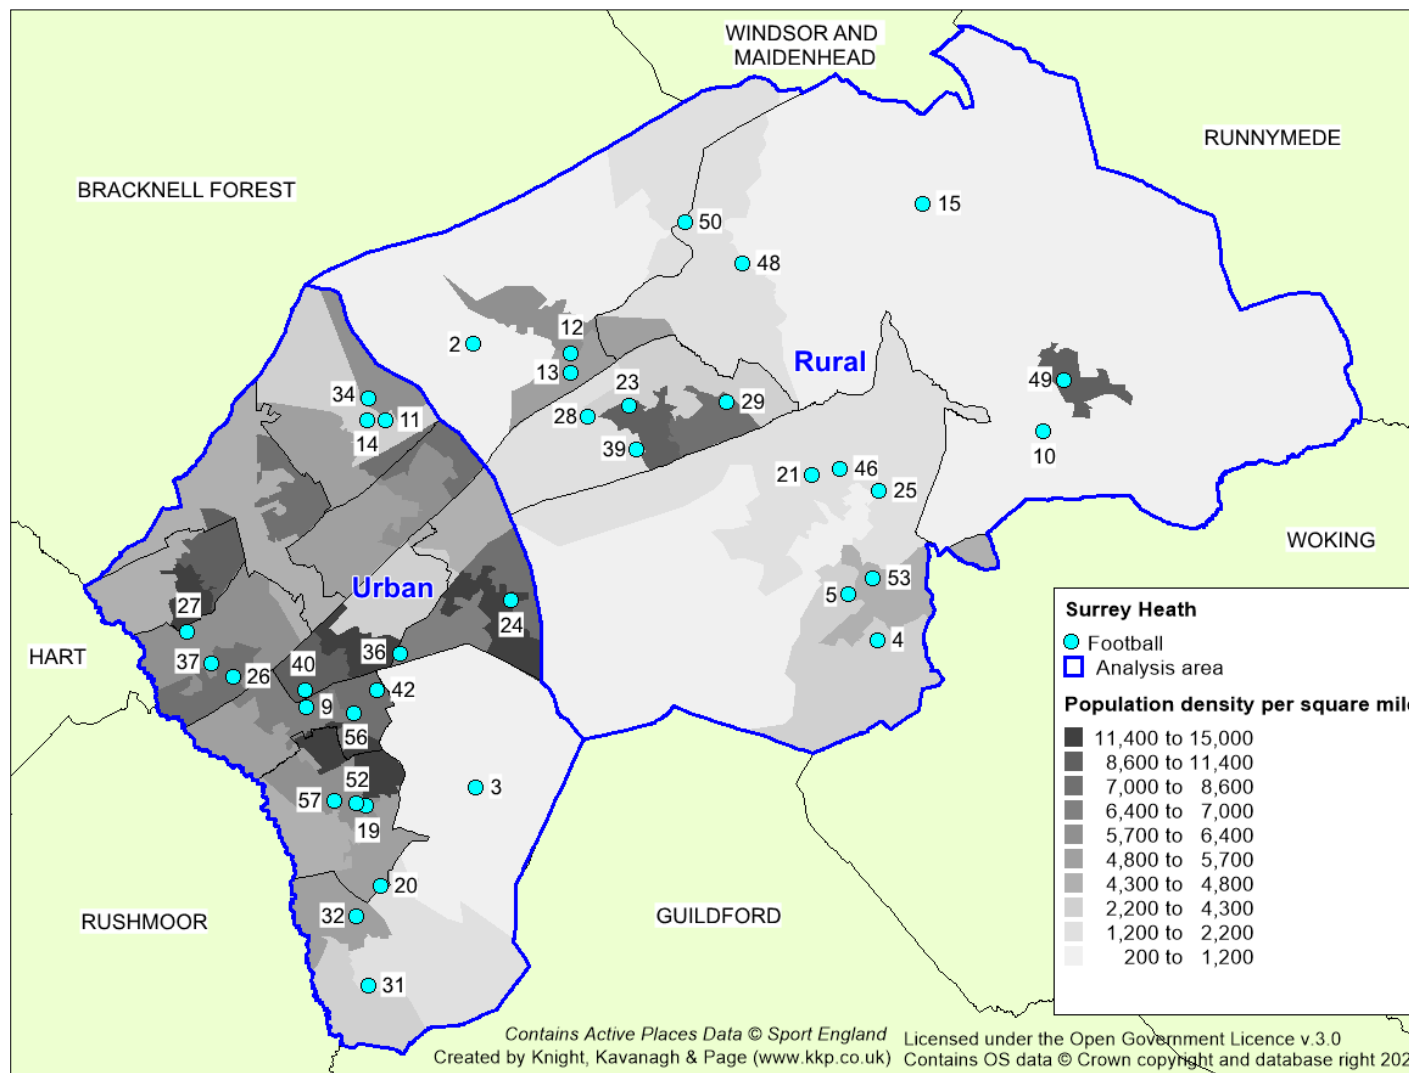 WINDSOR AND
MAIDENHEAD
RUNNYMEDE
BRACKNELL FOREST
15
50
48
12
2
13
Rural
49
34
23
29
28
14
11
10
39
21
46
25
WOKING
Urban
53
5
27
24
4
HART
36
37
26
40
42
9
56
52
57
3
19
20
32
RUSHMOOR
GUILDFORD
31
Surrey Heath
Football
Analysis area
Population density per square mile
11,400 to 15,000
8,600 to 11,400
7,000 to 8,600
6,400 to 7,000
5,700 to 6,400
4,800 to 5,700
4,300 to 4,800
2,200 to 4,300
1,200 to 2,200
200 to 1,200
Contains Active Places Data © Sport England
Created by Knight, Kavanagh & Page (www.kkp.co.uk)
Licensed under the Open Government Licence v.3.0
Contains OS data © Crown copyright and database right 202